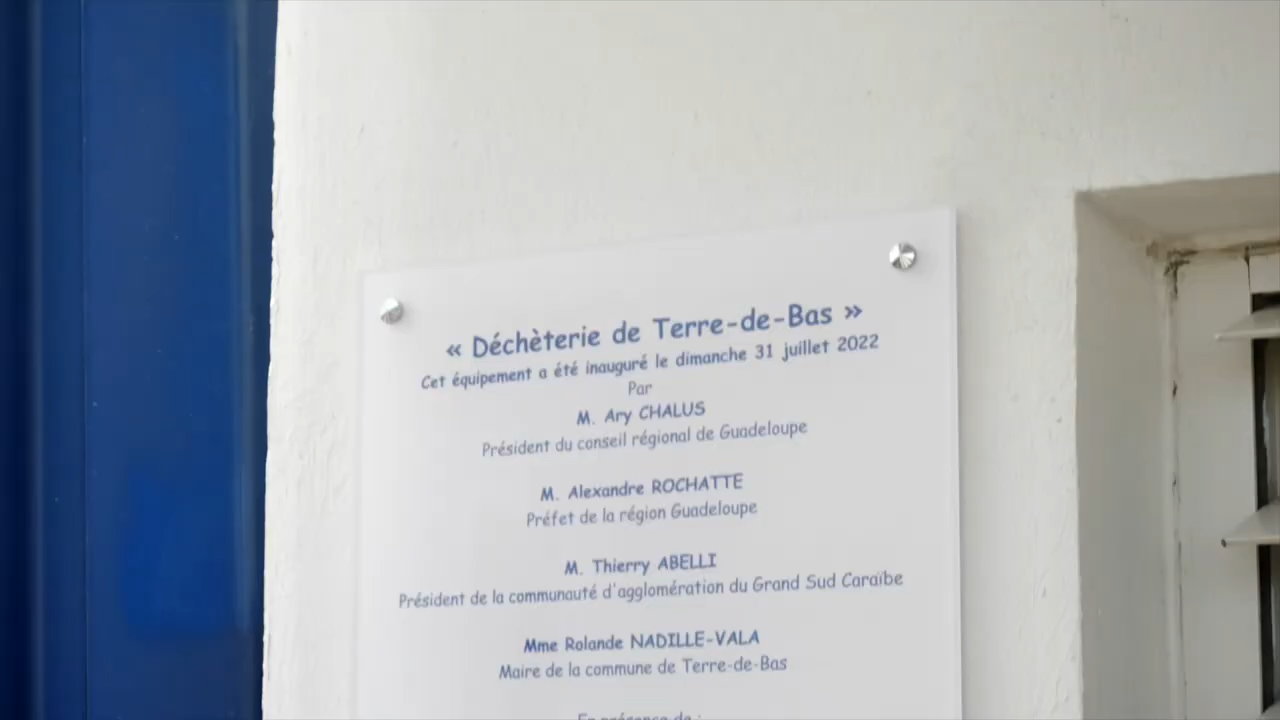 « Déchèterie de Terre-de-Bas »
Cet équipement a été inauguré le dimanche 31 juillet 2022
Par
M. Ary CHALUS
Président du conseil régional de Guadeloupe
M. Alexandre ROCHATTE
Préfet de la région Guadeloupe
M. Thierry ABELLI
Président de la communauté d'agglomération du Grand Sud Caraïbe
Mme Rolande NADILLE-VALA
Maire de la commune de Terre-de-Bas
En présence de :